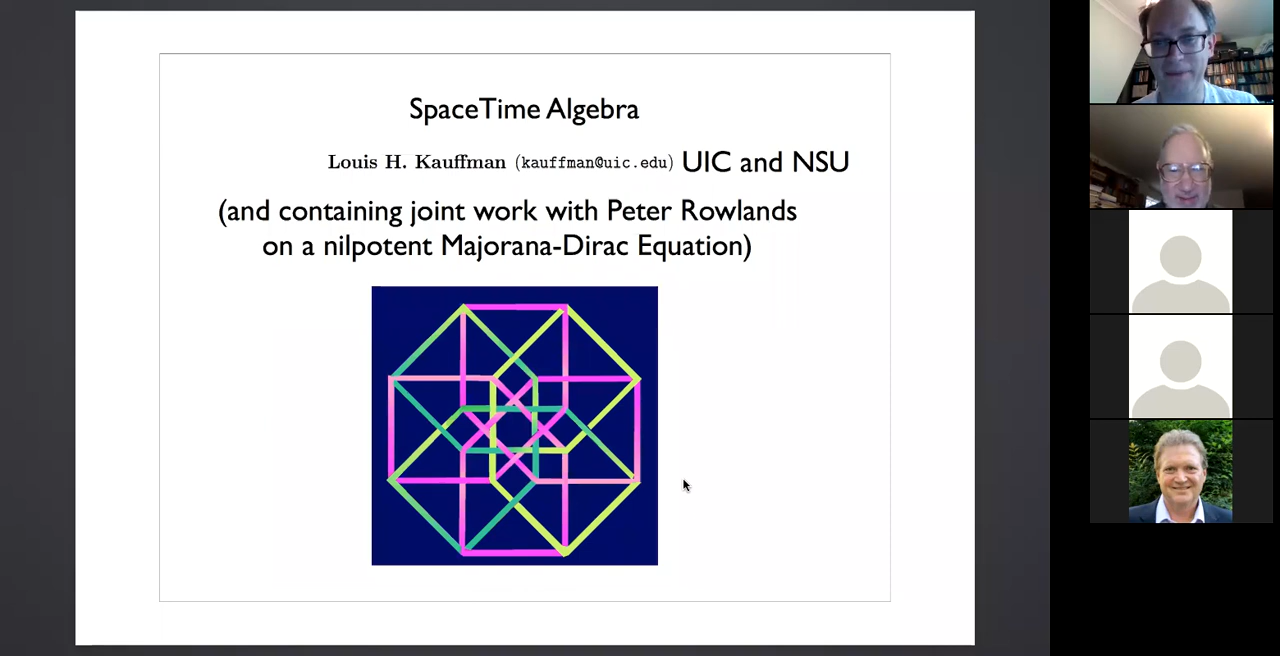 SpaceTime Algebra
Louis H. Kauffman (kauffman@uic.edu) UIC and NSU
(and containing joint work with Peter Rowlands
on a nilpotent Majorana-Dirac Equation)